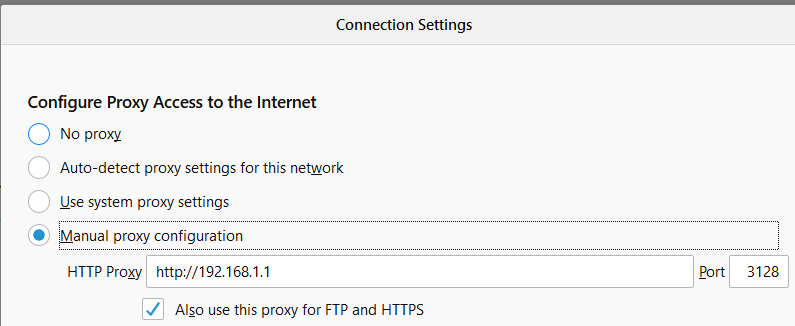 Connection Settings
Configure Proxy Access to the Internet
No proxy
Auto-detect proxy settings for this network
Use system proxy settings
Manual proxy configuration
HTTP Proxy http://192.168.1.1 Port 3128
Also use this proxy for FTP and HTTPS